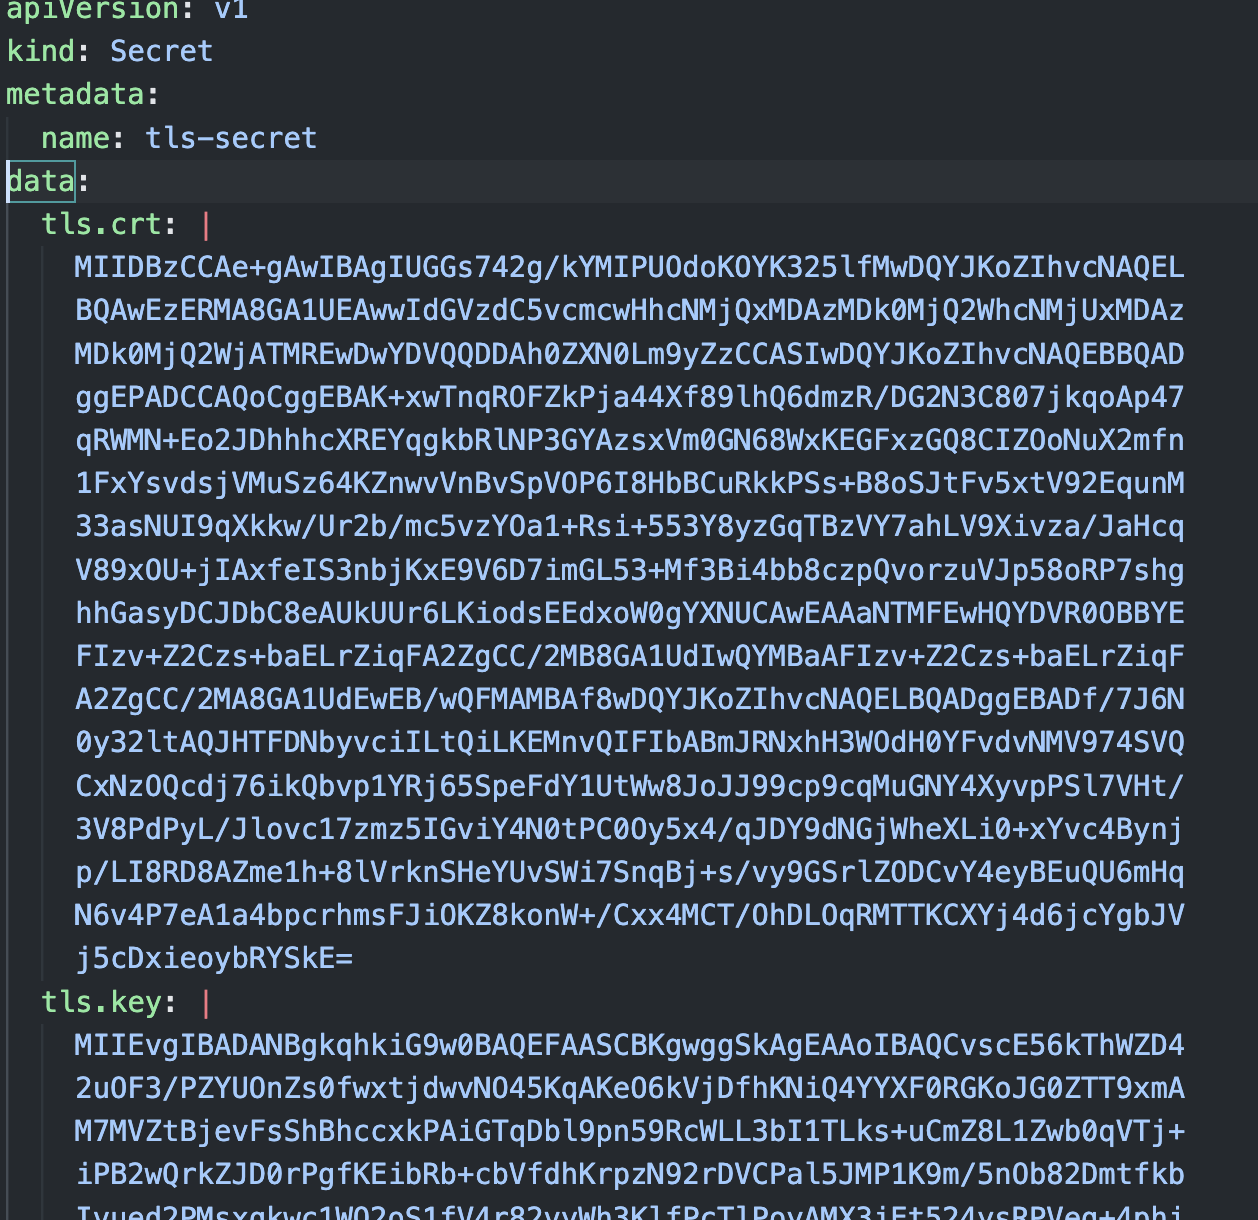 apiVersion: v1
kind: Secret
metadata:
  name: tls-secret
data:
  tls.crt: |
    MIIDBzCCAe+gAwIBAgIUGGs742g/kYMIPUOdoKOYK325lfMwDQYJKoZIhvcNAQEL
    BQAwEzERMA8GA1UEAwwIdGVzdC5vcmcwHhcNMjQxMDAzMDk0MjQ2WhcNMjUxMDAz
    MDk0MjQ2WjATMREwDwYDVQQDDAh0ZXN0Lm9yZzCCASIwDQYJKoZIhvcNAQEBBQAD
    ggEPADCCAQoCggEBAK+xwTnqROFZkPja44Xf89lhQ6dmzR/DG2N3C807jkqoAp47
    qRWMN+Eo2JDhhhcXREYqgkbRlNP3GYAzsxVm0GN68WxKEGFxzGQ8CIZOoNuX2mfn
    1FxYsvdsjVMuSz64KZnwvVnBvSpVOP6I8HbBCuRkkPSs+B8oSJtFv5xtV92EqunM
    33asNUI9qXkkw/Ur2b/mc5vzYOa1+Rsi+553Y8yzGqTBzVY7ahLV9Xivza/JaHcq
    V89xOU+jIAxfeIS3nbjKxE9V6D7imGL53+Mf3Bi4bb8czpQvorzuVJp58oRP7shg
    hhGasyDCJDbC8eAUkUUr6LKiodsEEdxoW0gYXNUCAwEAAaNTMFEwHQYDVR0OBBYE
    FIzv+Z2Czs+baELrZiqFA2ZgCC/2MB8GA1UdIwQYMBaAFIzv+Z2Czs+baELrZiqF
    A2ZgCC/2MA8GA1UdEwEB/wQFMAMBAf8wDQYJKoZIhvcNAQELBQADggEBADf/7J6N
    0y32ltAQJHTFDNbyvciILtQiLKEMnvQIFIbABmJRNxhH3WOdH0YFvdvNMV974SVQ
    CxNzOQcdj76ikQbvp1YRj65SpeFdY1UtWw8JoJJ99cp9cqMuGNY4XyvpPSl7VHt/
    3V8PdPyL/Jlovc17zmz5IGviY4N0tPC0Oy5x4/qJDY9dNGjWheXLi0+xYvc4Bynj
    p/LI8RD8AZme1h+8lVrknSHeYUvSWi7SnqBj+s/vy9GSrlZODCvY4eyBEuQU6mHq
    N6v4P7eA1a4bpcrhmsFJiOKZ8konW+/Cxx4MCT/OhDLOqRMTTKCXYj4d6jcYgbJV
    j5cDxieoybRYSkE=
  tls.key: |
    MIIEvgIBADANBgkqhkiG9w0BAQEFAASCBKgwggSkAgEAAoIBAQCvscE56kThWZD4
    2uOF3/PZYUOnZs0fwxtjdwvNO45KqAKeO6kVjDfhKNiQ4YYXF0RGKoJG0ZTT9xmA
    M7MVZtBjevFsShBhccxkPAiGTqDbl9pn59RcWLL3bI1TLks+uCmZ8L1Zwb0qVTj+
    iPB2wQrkZJD0rPgfKEibRb+cbVfdhKrpzN92rDVCPal5JMP1K9m/5nOb82Dmtfkb